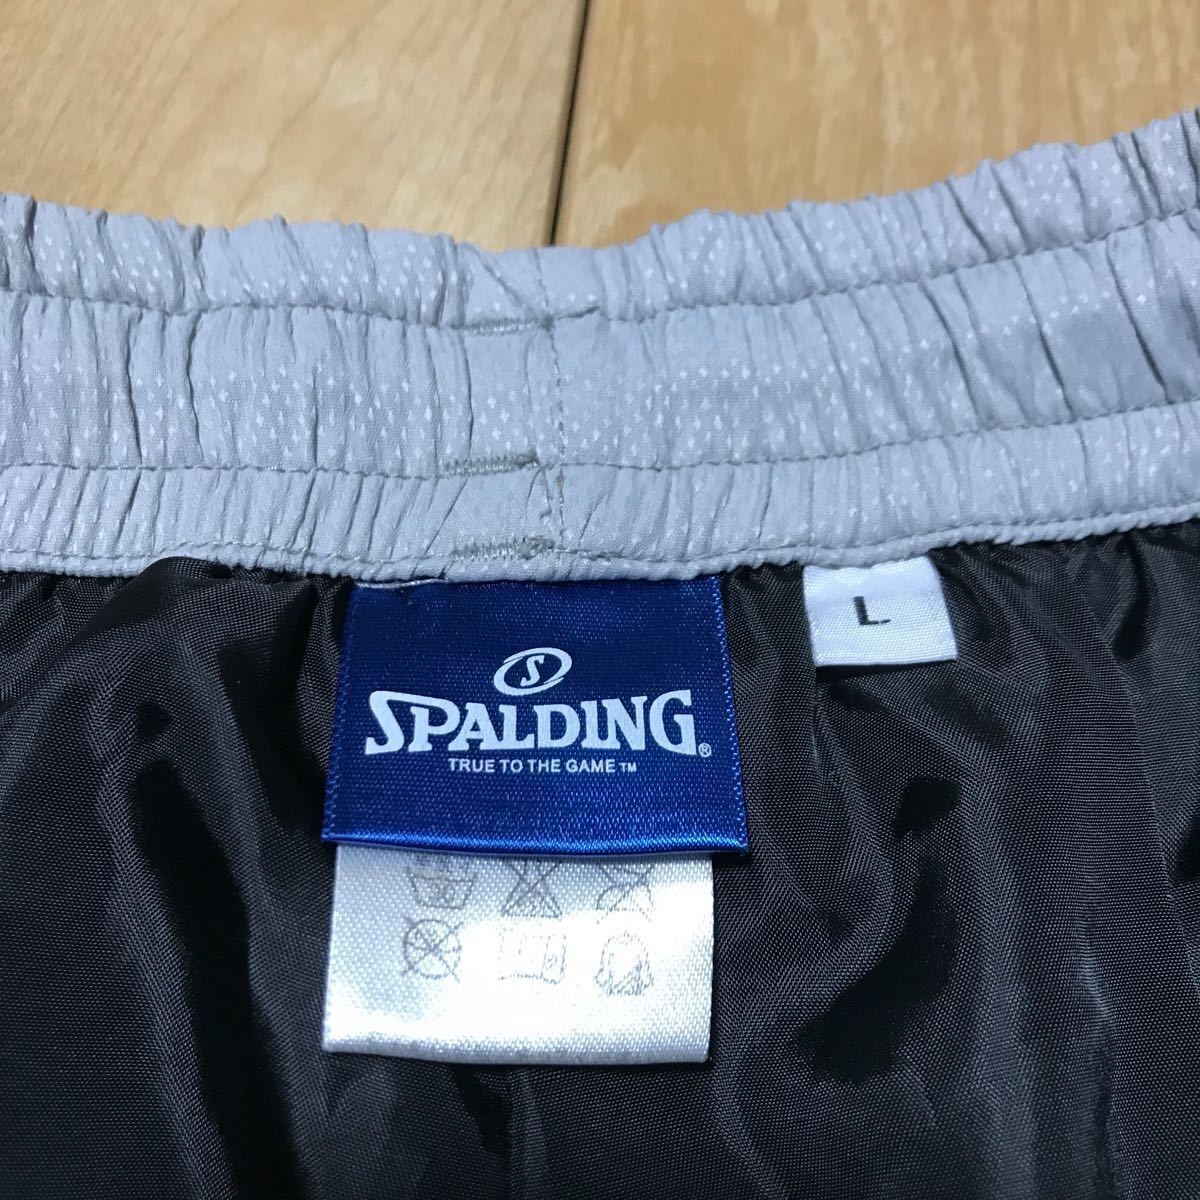 S
SPALDING®
TRUE TO THE GAME™
L